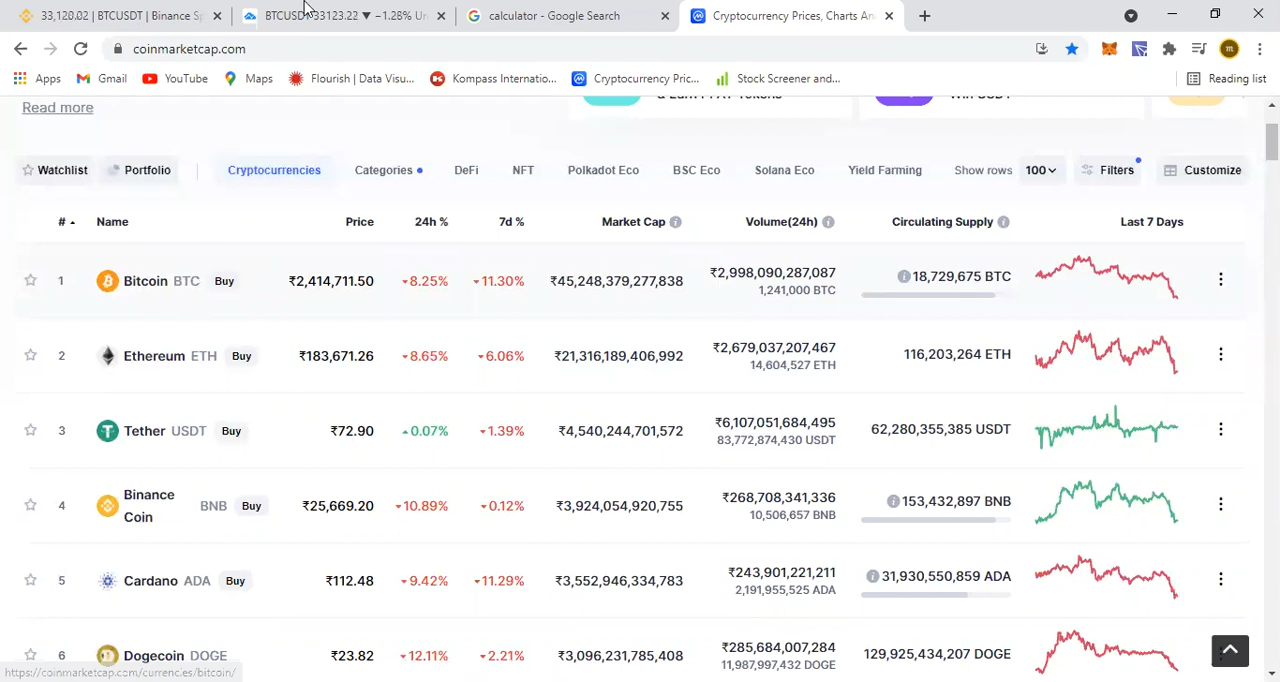 33,120.02 | BTCUSDT | Binance Sp
BTCUSD 33123.22 ▼ −1.28% Un
calculator - Google Search
Cryptocurrency Prices, Charts An
coinmarketcap.com
m
Apps
Gmail
YouTube
Maps
Flourish | Data Visu...
Kompass Internatio...
Cryptocurrency Pric...
Stock Screener and...
Reading list
Read more
Watchlist
Portfolio
Cryptocurrencies
Categories
DeFi
NFT
Polkadot Eco
BSC Eco
Solana Eco
Yield Farming
Show rows
100
Filters
Customize
# Name Price 24h % 7d % Market Cap Volume(24h) Circulating Supply Last 7 Days
1 Bitcoin BTC Buy ₹2,414,711.50 8.25% 11.30% ₹45,248,379,277,838 ₹2,998,090,287,087 18,729,675 BTC
1,241,000 BTC
2 Ethereum ETH Buy ₹183,671.26 8.65% 6.06% ₹21,316,189,406,992 ₹2,679,037,207,467 116,203,264 ETH
14,604,527 ETH
3 Tether USDT Buy ₹72.90 0.07% 1.39% ₹4,540,244,701,572 ₹6,107,051,684,495 62,280,355,385 USDT
83,772,874,430 USDT
4 Binance Coin BNB Buy ₹25,669.20 10.89% 0.12% ₹3,924,054,920,755 ₹268,708,341,336 153,432,897 BNB
10,506,657 BNB
5 Cardano ADA Buy ₹112.48 9.42% 11.29% ₹3,552,946,334,783 ₹243,901,221,211 31,930,550,859 ADA
2,191,955,525 ADA
6 Dogecoin DOGE ₹23.82 12.11% 2.21% ₹3,096,231,785,408 ₹285,684,007,284 129,925,434,207 DOGE
11,987,997,432 DOGE
https://coinmarketcap.com/currencies/bitcoin/